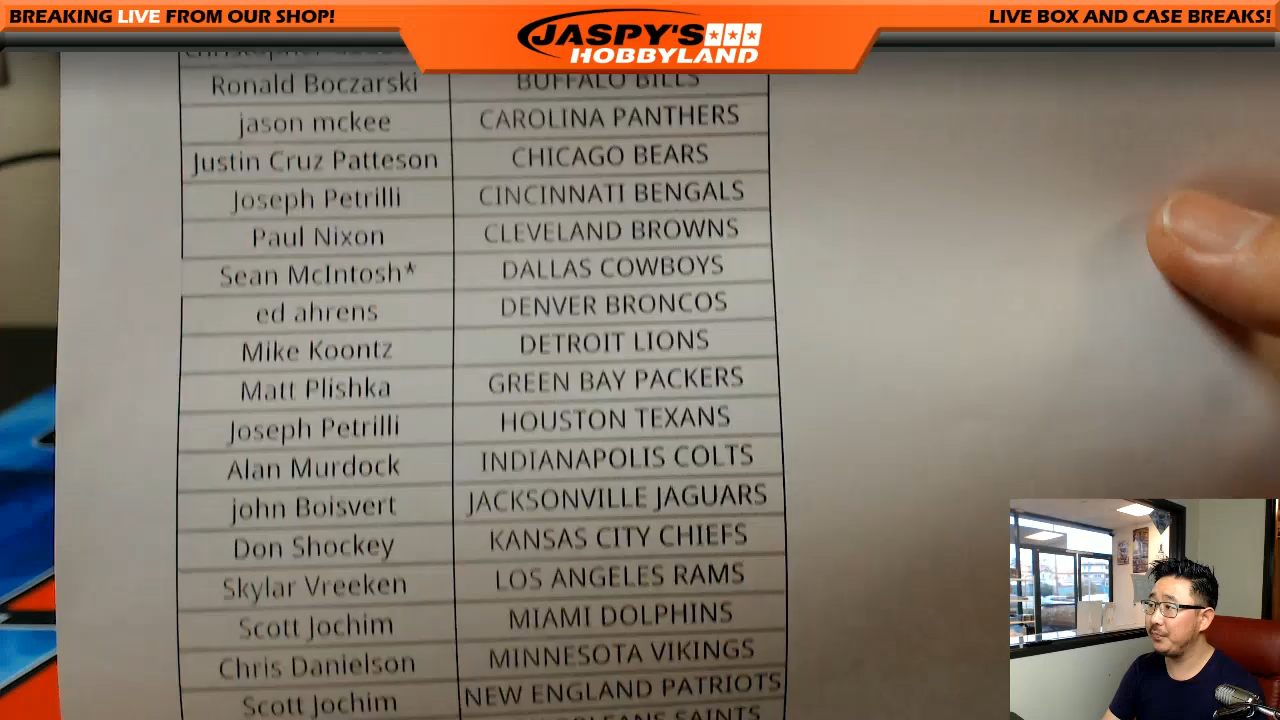 BREAKING LIVE FROM OUR SHOP!
JASPY'S
HOBBYLAND
LIVE BOX AND CASE BREAKS!
Ronald Boczarski BUFFALO BILLS
jason mckee CAROLINA PANTHERS
Justin Cruz Patteson CHICAGO BEARS
Joseph Petrilli CINCINNATI BENGALS
Paul Nixon CLEVELAND BROWNS
Sean McIntosh* DALLAS COWBOYS
ed ahrens DENVER BRONCOS
Mike Koontz DETROIT LIONS
Matt Plishka GREEN BAY PACKERS
Joseph Petrilli HOUSTON TEXANS
Alan Murdock INDIANAPOLIS COLTS
john Boisvert JACKSONVILLE JAGUARS
Don Shockey KANSAS CITY CHIEFS
Skylar Vreeken LOS ANGELES RAMS
Scott Jochim MIAMI DOLPHINS
Chris Danielson MINNESOTA VIKINGS
Scott Jochim NEW ENGLAND PATRIOTS
SAINTS